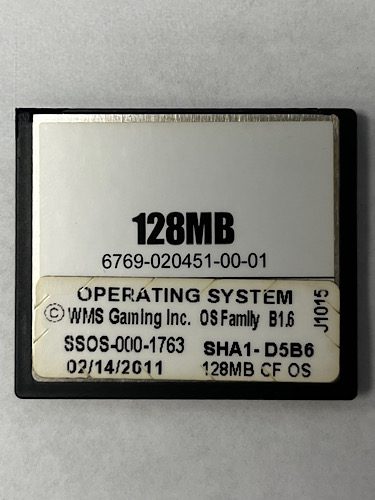 128MB
6769-020451-00-01
OPERATING SYSTEM
© WMS Gaming Inc. OS Family B1.6
SSOS-000-1763 SHA1- D5B6
02/14/2011 128MB CF OS
J1015